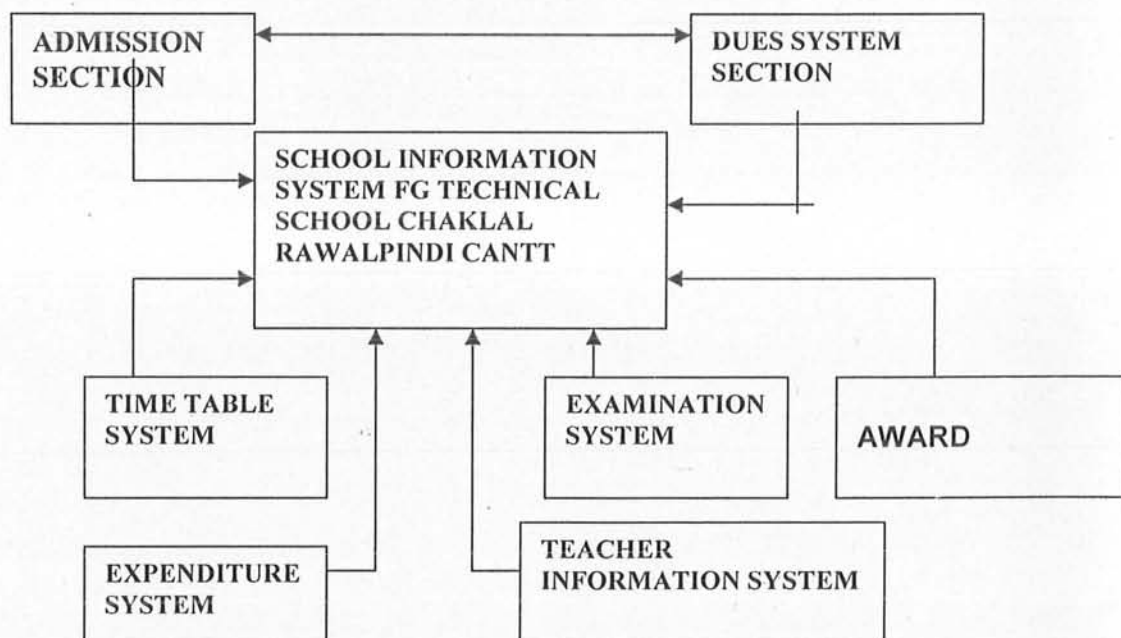 ADMISSION
SECTION
DUES SYSTEM
SECTION
SCHOOL INFORMATION
SYSTEM FG TECHNICAL
SCHOOL CHAKLAL
RAWALPINDI CANTT
TIME TABLE
SYSTEM
EXAMINATION
SYSTEM
AWARD
EXPENDITURE
SYSTEM
TEACHER
INFORMATION SYSTEM